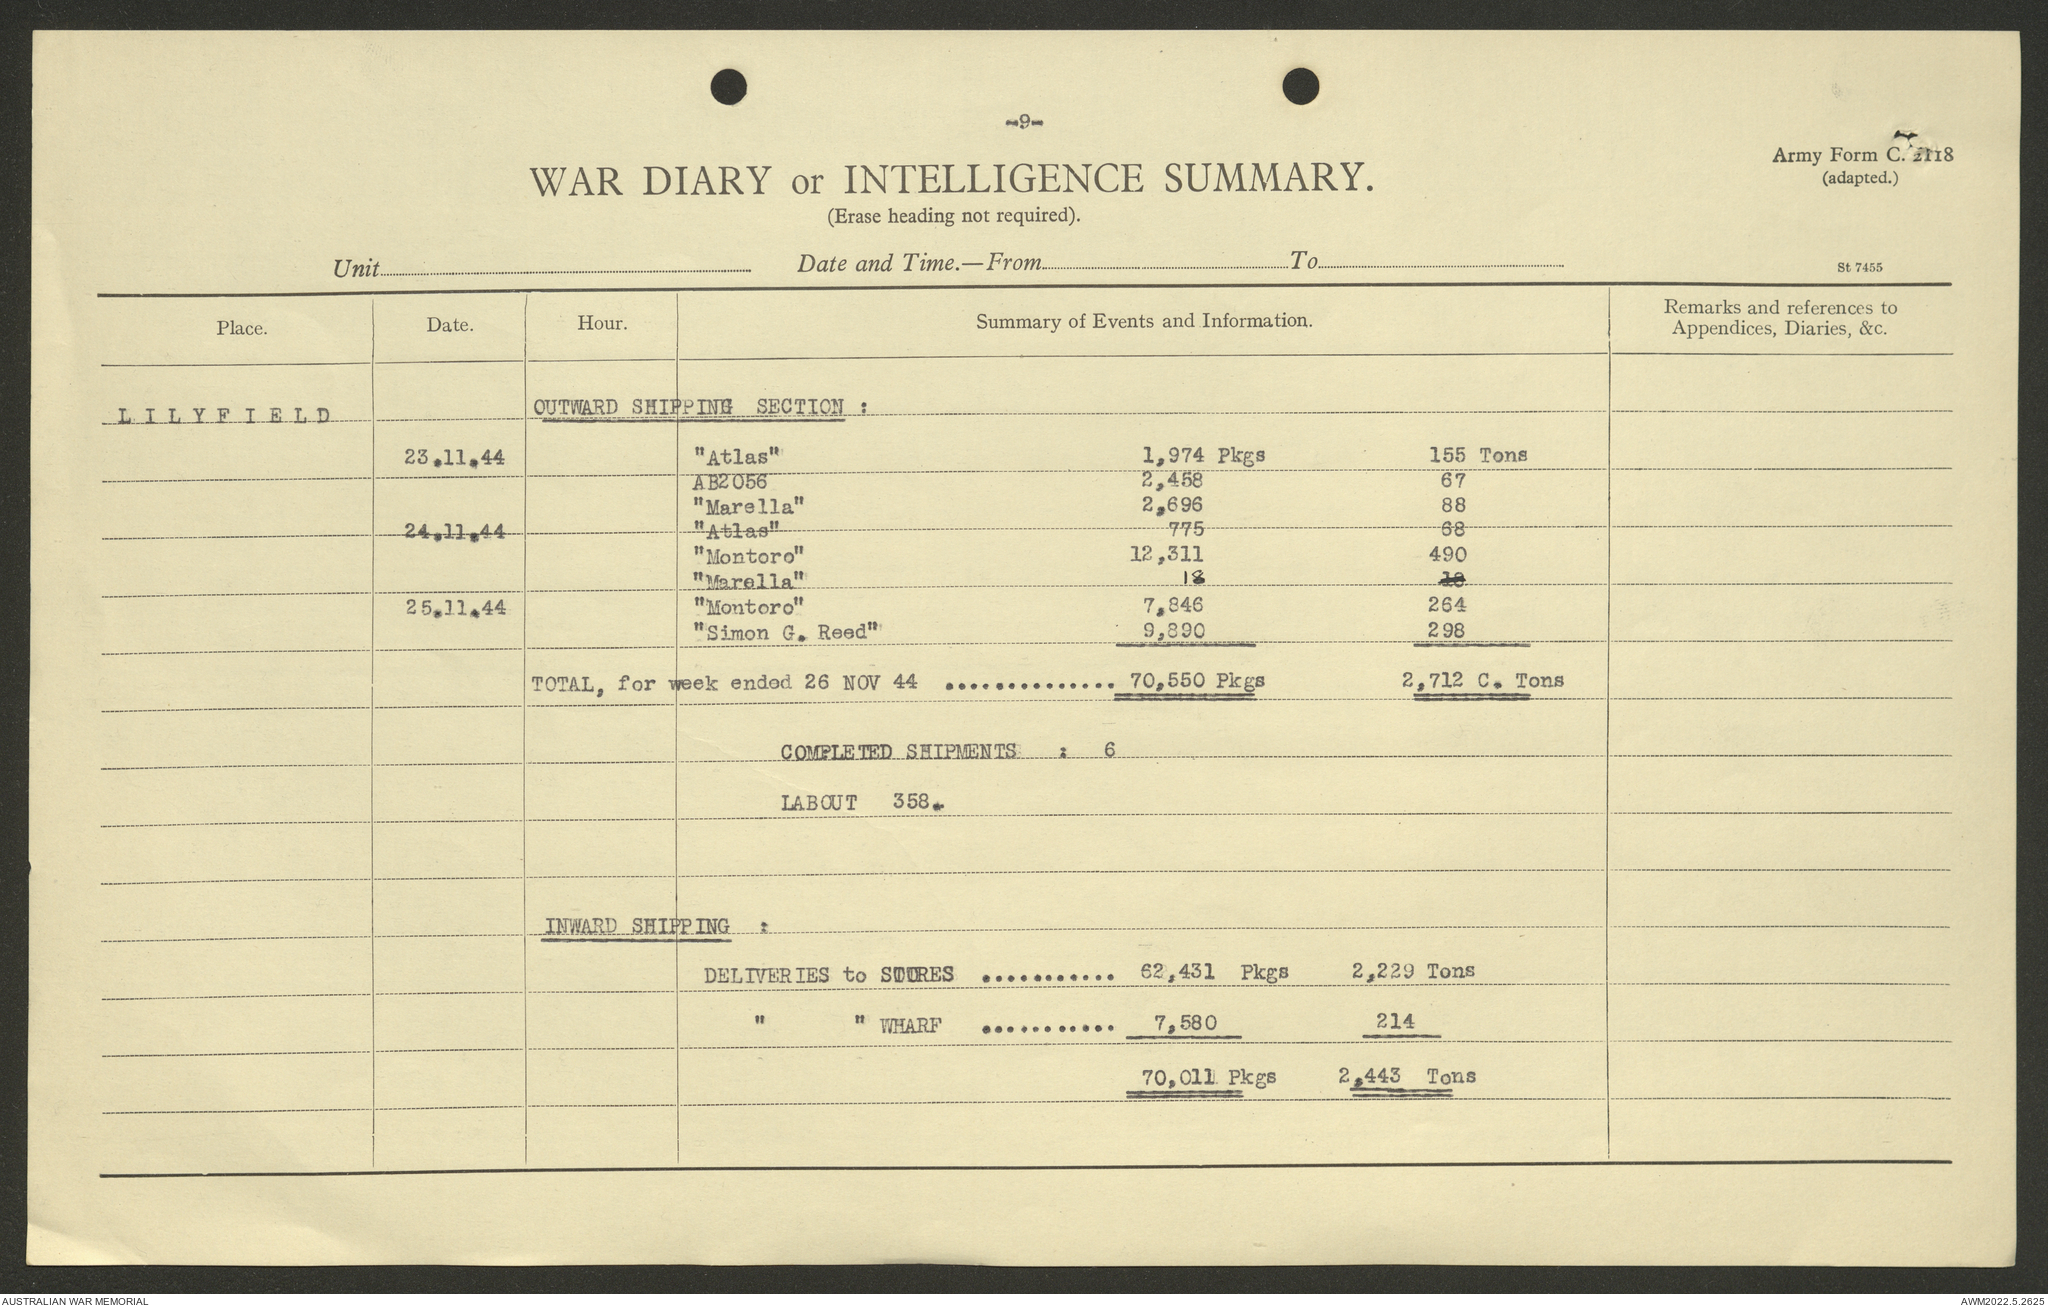 -9-
Army Form C. 2118
(adapted.)
WAR DIARY or INTELLIGENCE SUMMARY.
(Erase heading not required).
Unit Date and Time.—From To
St 7455
Place. Date. Hour. Summary of Events and Information. Remarks and references to
Appendices, Diaries, &c.
LILYFIELD OUTWARD SHIPPING SECTION :
23.11.44 "Atlas" 1,974 Pkgs 155 Tons
AB2056 2,458 67
"Marella" 2,696 88
24.11.44 "Atlas" 775 68
"Montoro" 12,311 490
"Marella" 18
25.11.44 "Montoro" 7,846 264
"Simon G. Reed" 9,890 298
TOTAL, for week ended 26 NOV 44 .............. 70,550 Pkgs 2,712 C. Tons
COMPLETED SHIPMENTS : 6
LABOUT 358.
INWARD SHIPPING :
DELIVERIES to STORES ........... 62,431 Pkgs 2,229 Tons
" " WHARF ........... 7,580 214
70,011 Pkgs 2,443 Tons
AUSTRALIAN WAR MEMORIAL AWM2022.5.2625